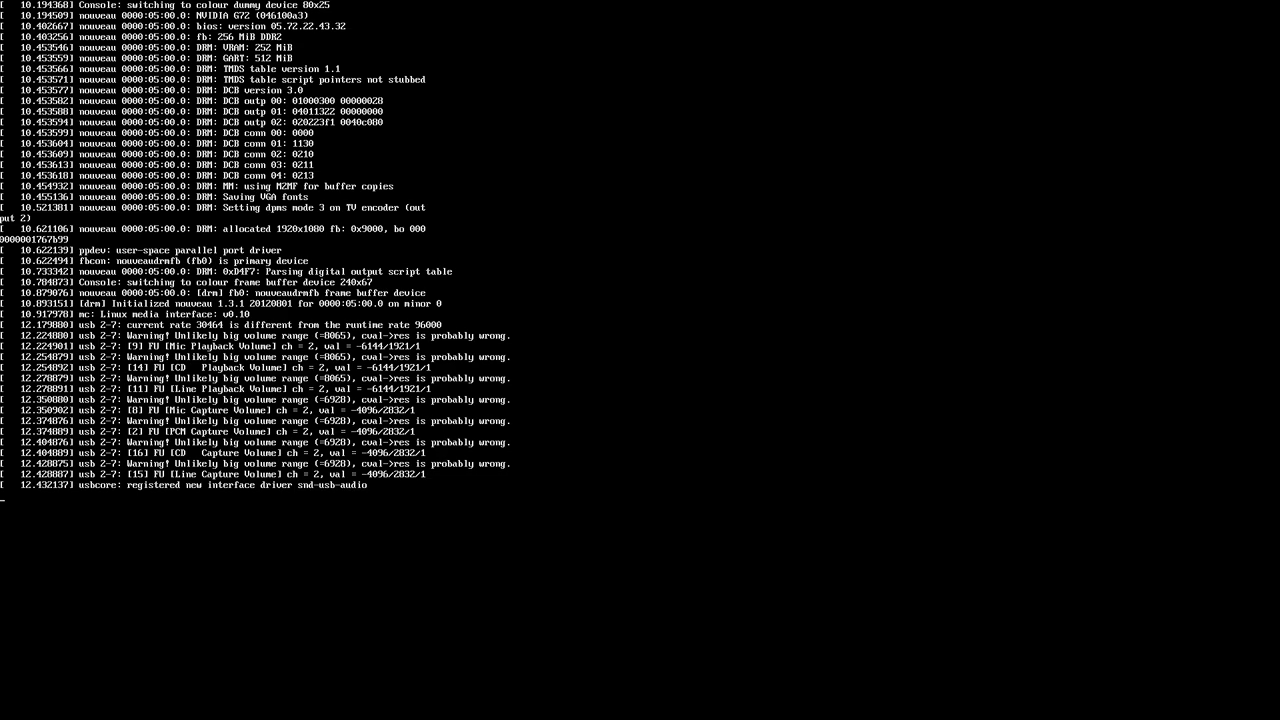 [   10.194368] Console: switching to colour dummy device 80x25
[   10.194509] nouveau 0000:05:00.0: NVIDIA G72 (046100a3)
[   10.402667] nouveau 0000:05:00.0: bios: version 05.72.22.43.32
[   10.403256] nouveau 0000:05:00.0: fb: 256 MiB DDR2
[   10.453546] nouveau 0000:05:00.0: DRM: VRAM: 252 MiB
[   10.453559] nouveau 0000:05:00.0: DRM: GART: 512 MiB
[   10.453566] nouveau 0000:05:00.0: DRM: TMDS table version 1.1
[   10.453571] nouveau 0000:05:00.0: DRM: TMDS table script pointers not stubbed
[   10.453577] nouveau 0000:05:00.0: DRM: DCB version 3.0
[   10.453582] nouveau 0000:05:00.0: DRM: DCB outp 00: 01000300 00000028
[   10.453588] nouveau 0000:05:00.0: DRM: DCB outp 01: 04011322 00000000
[   10.453594] nouveau 0000:05:00.0: DRM: DCB outp 02: 020223f1 0040c080
[   10.453599] nouveau 0000:05:00.0: DRM: DCB conn 00: 0000
[   10.453604] nouveau 0000:05:00.0: DRM: DCB conn 01: 1130
[   10.453609] nouveau 0000:05:00.0: DRM: DCB conn 02: 0210
[   10.453613] nouveau 0000:05:00.0: DRM: DCB conn 03: 0211
[   10.453618] nouveau 0000:05:00.0: DRM: DCB conn 04: 0213
[   10.454932] nouveau 0000:05:00.0: DRM: MM: using M2MF for buffer copies
[   10.455136] nouveau 0000:05:00.0: DRM: Saving VGA fonts
[   10.521381] nouveau 0000:05:00.0: DRM: Setting dpms mode 3 on TV encoder (out
put 2)
[   10.621106] nouveau 0000:05:00.0: DRM: allocated 1920x1080 fb: 0x9000, bo 000
0000001767b99
[   10.622139] ppdev: user-space parallel port driver
[   10.622494] fbcon: nouveaudrmfb (fb0) is primary device
[   10.733342] nouveau 0000:05:00.0: DRM: 0xD4F7: Parsing digital output script table
[   10.784873] Console: switching to colour frame buffer device 240x67
[   10.879076] nouveau 0000:05:00.0: [drm] fb0: nouveaudrmfb frame buffer device
[   10.893151] [drm] Initialized nouveau 1.3.1 20120801 for 0000:05:00.0 on minor 0
[   10.917978] mc: Linux media interface: v0.10
[   12.179880] usb 2-7: current rate 30464 is different from the runtime rate 96000
[   12.224880] usb 2-7: Warning! Unlikely big volume range (=8065), cval->res is probably wrong.
[   12.224901] usb 2-7: [9] FU [Mic Playback Volume] ch = 2, val = -6144/1921/1
[   12.254879] usb 2-7: Warning! Unlikely big volume range (=8065), cval->res is probably wrong.
[   12.254892] usb 2-7: [14] FU [CD   Playback Volume] ch = 2, val = -6144/1921/1
[   12.278879] usb 2-7: Warning! Unlikely big volume range (=8065), cval->res is probably wrong.
[   12.278891] usb 2-7: [11] FU [Line Playback Volume] ch = 2, val = -6144/1921/1
[   12.350880] usb 2-7: Warning! Unlikely big volume range (=6928), cval->res is probably wrong.
[   12.350902] usb 2-7: [8] FU [Mic Capture Volume] ch = 2, val = -4096/2832/1
[   12.374876] usb 2-7: Warning! Unlikely big volume range (=6928), cval->res is probably wrong.
[   12.374889] usb 2-7: [2] FU [PCM Capture Volume] ch = 2, val = -4096/2832/1
[   12.404876] usb 2-7: Warning! Unlikely big volume range (=6928), cval->res is probably wrong.
[   12.404889] usb 2-7: [16] FU [CD   Capture Volume] ch = 2, val = -4096/2832/1
[   12.428875] usb 2-7: Warning! Unlikely big volume range (=6928), cval->res is probably wrong.
[   12.428887] usb 2-7: [15] FU [Line Capture Volume] ch = 2, val = -4096/2832/1
[   12.432137] usbcore: registered new interface driver snd-usb-audio
_